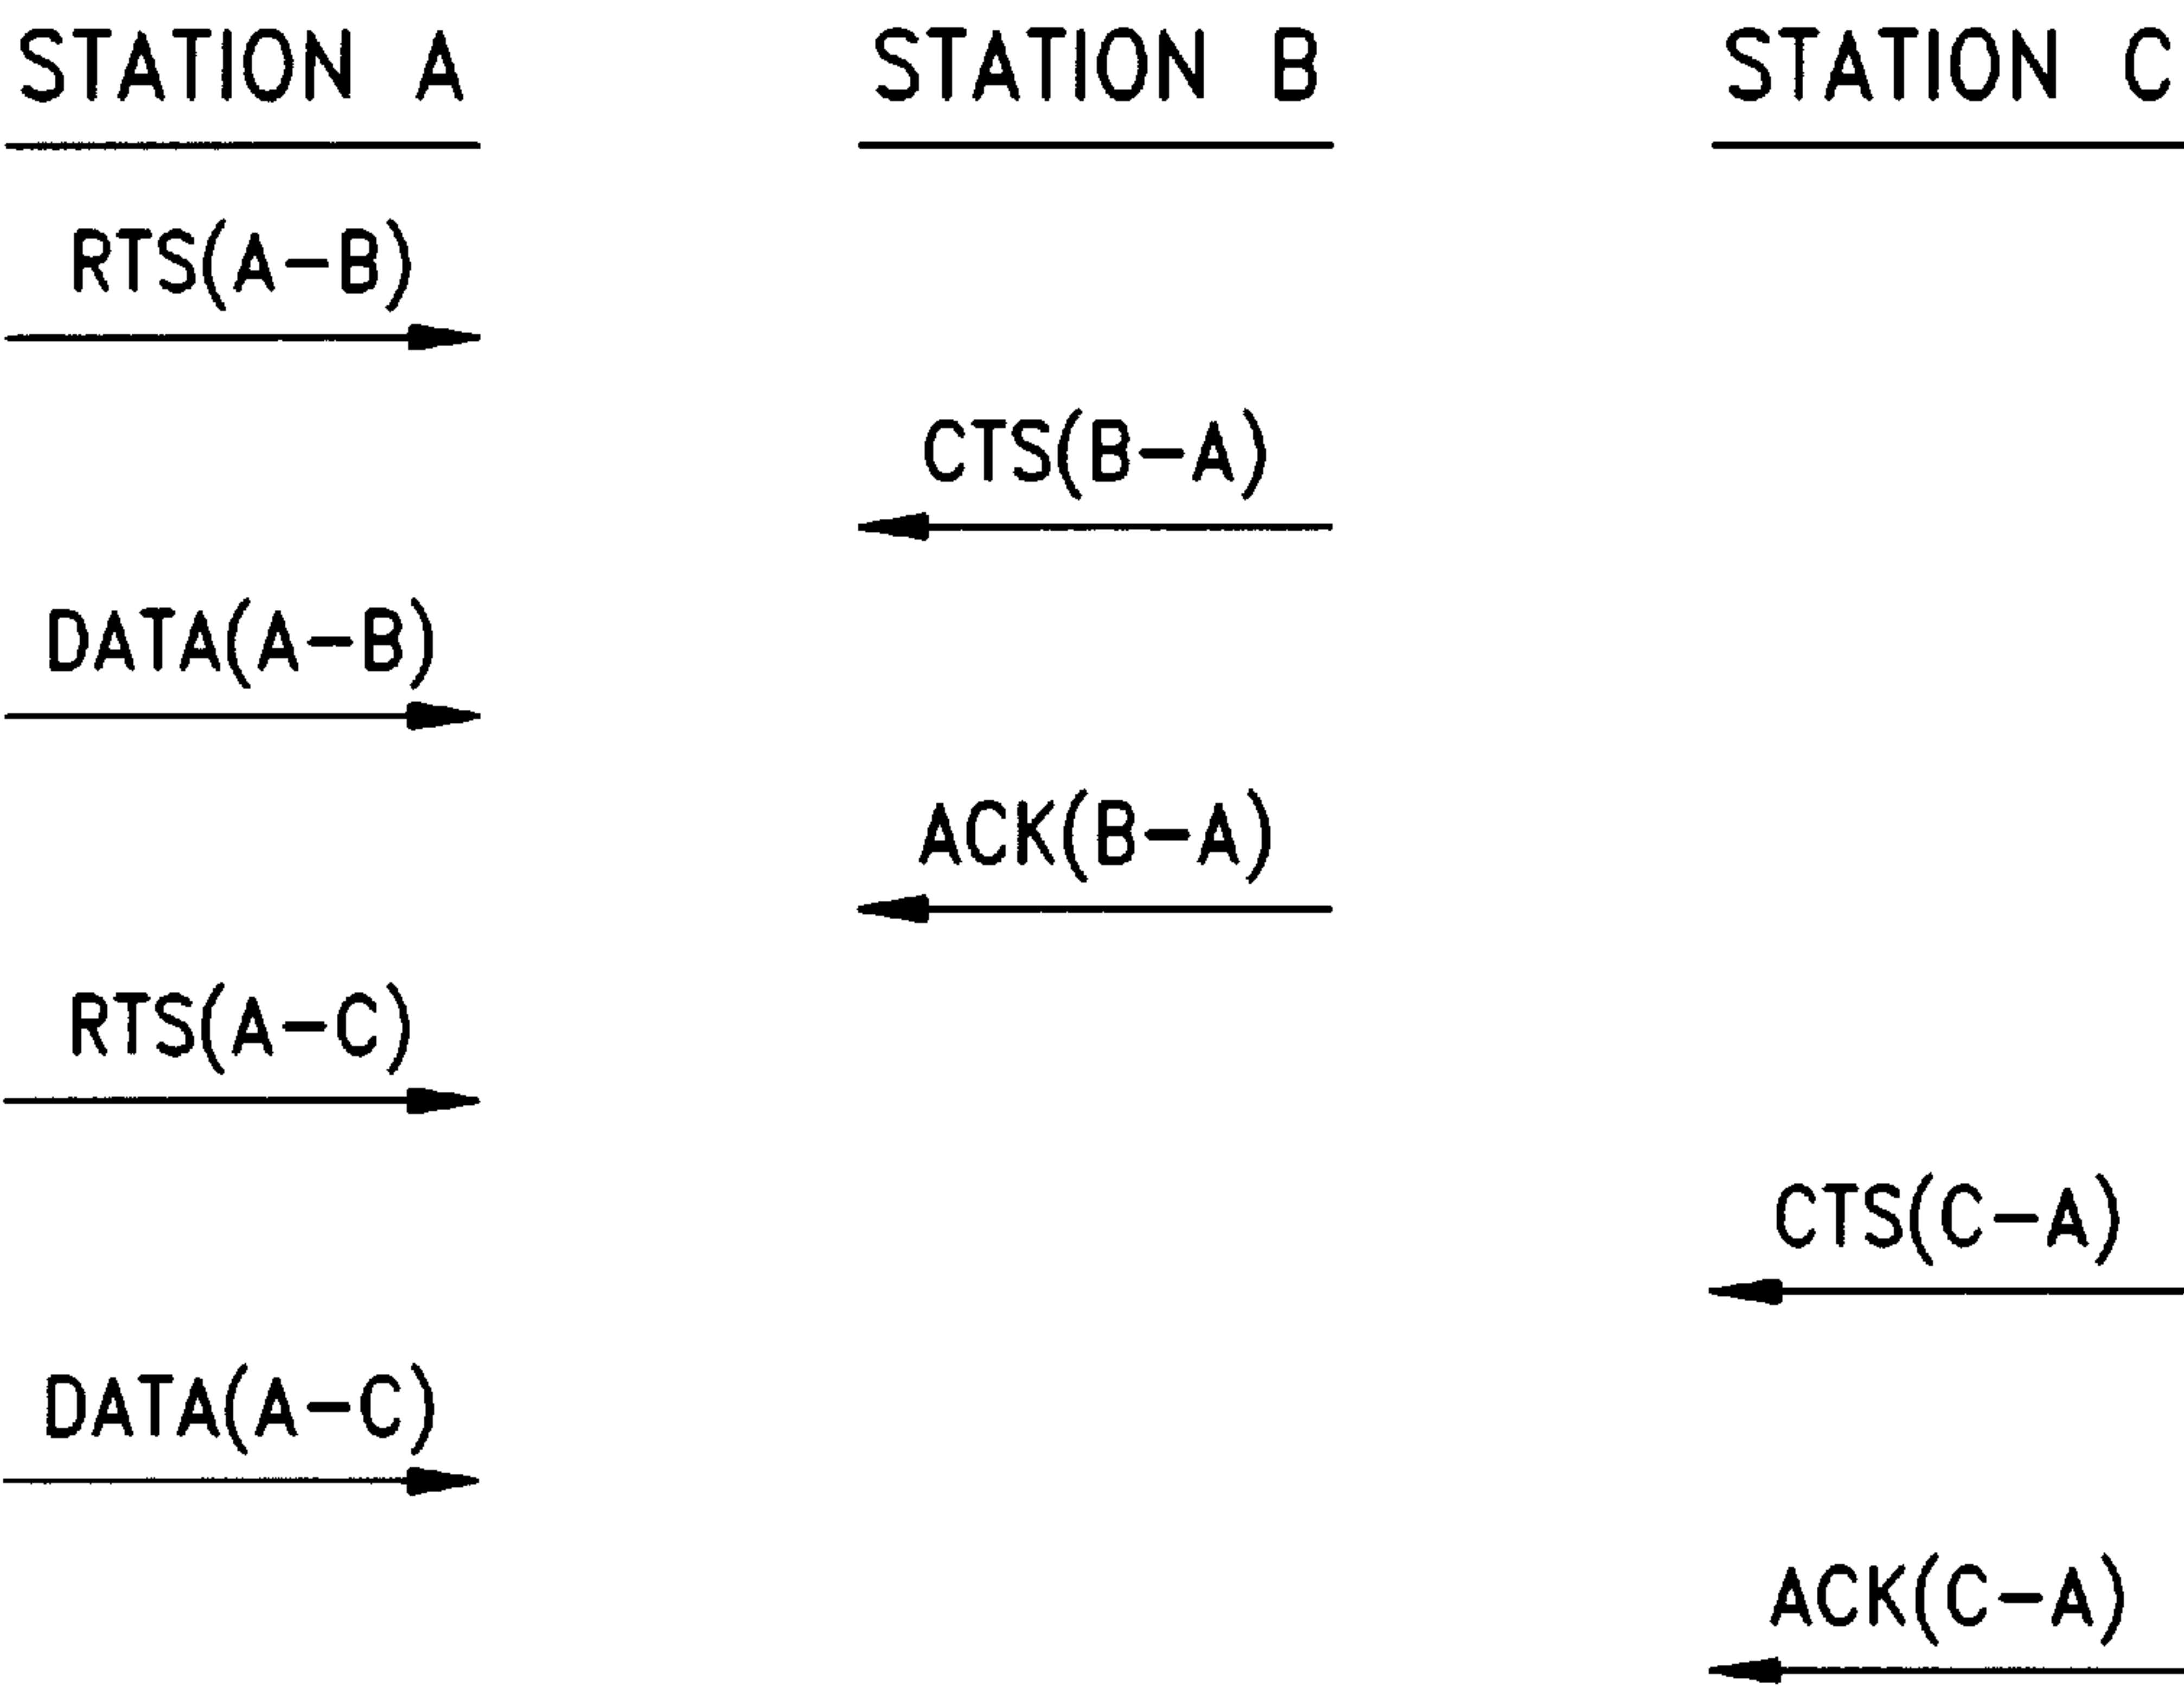 STATION A STATION B STATION C
RTS(A-B)
CTS(B-A)
DATA(A-B)
ACK(B-A)
RTS(A-C)
CTS(C-A)
DATA(A-C)
ACK(C-A)